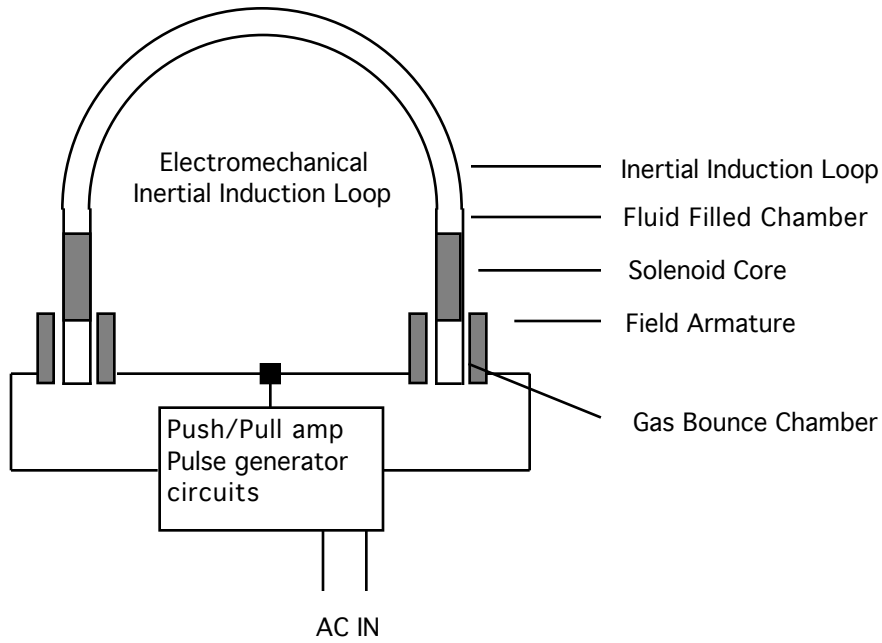 Electromechanical
Inertial Induction Loop
Inertial Induction Loop
Fluid Filled Chamber
Solenoid Core
Field Armature
Gas Bounce Chamber
Push/Pull amp
Pulse generator
circuits
AC IN